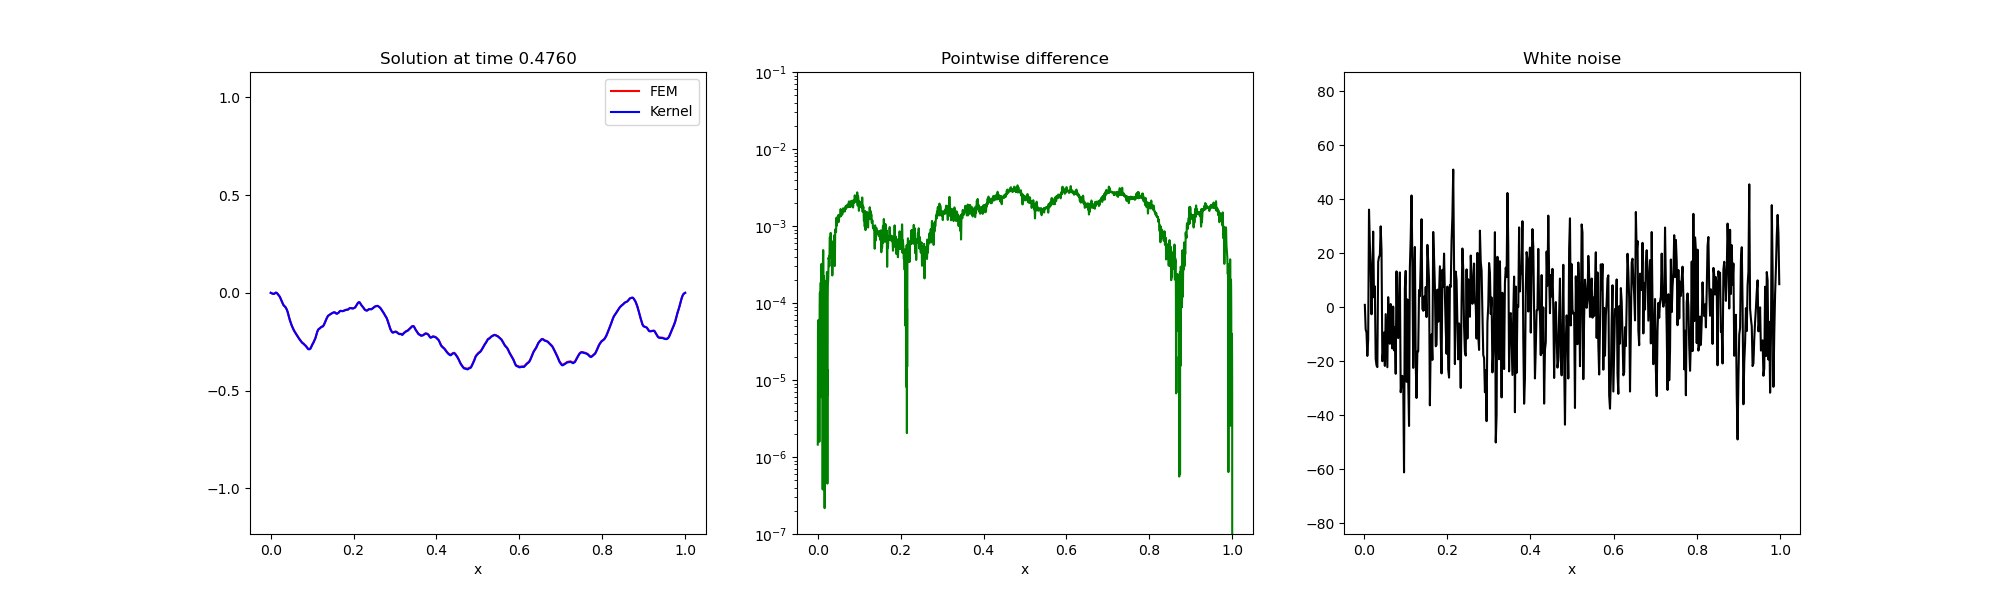 Solution at time 0.4760
1.0
0.5
0.0
−0.5
−1.0
0.0 0.2 0.4 0.6 0.8 1.0
x
FEM
Kernel
Pointwise difference
10⁻¹
10⁻²
10⁻³
10⁻⁴
10⁻⁵
10⁻⁶
10⁻⁷
0.0 0.2 0.4 0.6 0.8 1.0
x
White noise
80
60
40
20
0
−20
−40
−60
−80
0.0 0.2 0.4 0.6 0.8 1.0
x